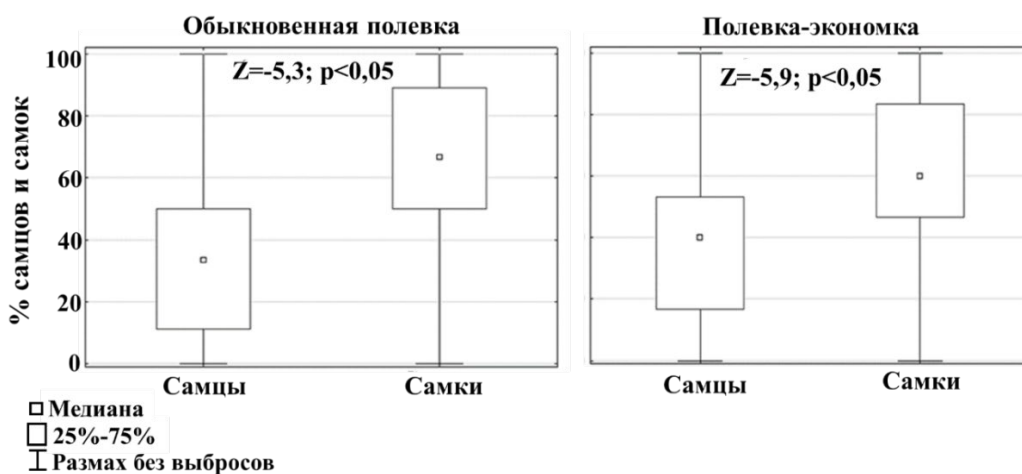 Обыкновенная полевка
Полевка-экономка
% самцов и самок
100
80
60
40
20
0
Z=-5,3; p<0,05
Z=-5,9; p<0,05
Самцы
Самки
Самцы
Самки
Медиана
25%-75%
Размах без выбросов